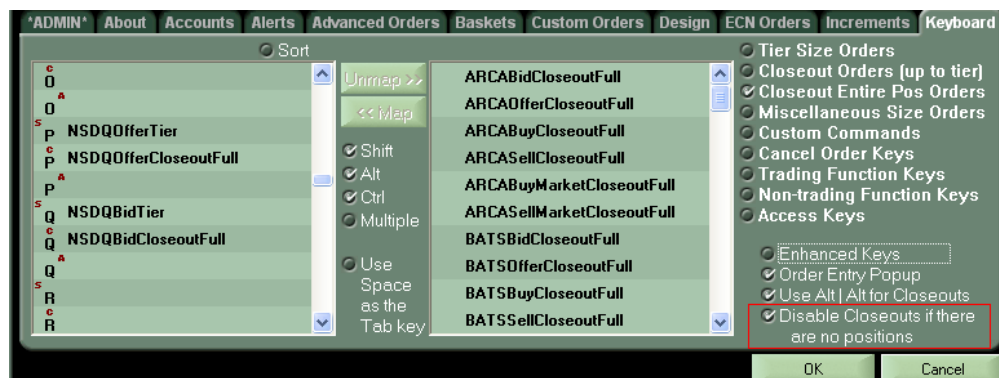 *ADMIN* About Accounts Alerts Advanced Orders Baskets Custom Orders Design ECN Orders Increments Keyboard
Sort
C O
O A
S P NSDQOfferTier
C P NSDQOfferCloseoutFull
P A
S Q NSDQBidTier
C Q NSDQBidCloseoutFull
Q A
S R
C R
Unmap >>
<< Map
Shift
Alt
Ctrl
Multiple
Use
Space
as the
Tab key
ARCABidCloseoutFull
ARCAOfferCloseoutFull
ARCABuyCloseoutFull
ARCASellCloseoutFull
ARCABuyMarketCloseoutFull
ARCASellMarketCloseoutFull
BATSBidCloseoutFull
BATSOfferCloseoutFull
BATSBuyCloseoutFull
BATSSellCloseoutFull
Tier Size Orders
Closeout Orders (up to tier)
Closeout Entire Pos Orders
Miscellaneous Size Orders
Custom Commands
Cancel Order Keys
Trading Function Keys
Non-trading Function Keys
Access Keys
Enhanced Keys
Order Entry Popup
Use Alt | Alt for Closeouts
Disable Closeouts if there
are no positions
OK Cancel